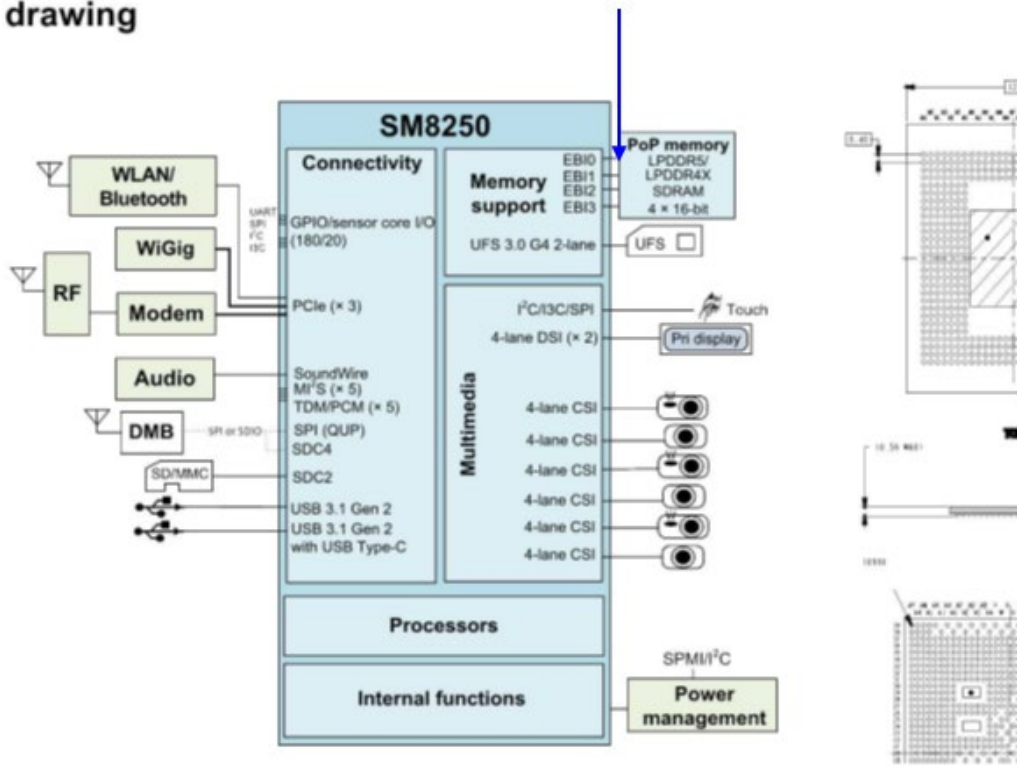 drawing
SM8250
Connectivity
WLAN/
Bluetooth
WiGig
RF
Modem
Audio
DMB
SPI or SDIO
SD/MMC
UART
SPI
I²C
I3C
GPIO/sensor core I/O
(180/20)
PCIe (× 3)
SoundWire
MI²S (× 5)
TDM/PCM (× 5)
SPI (QUP)
SDC4
SDC2
USB 3.1 Gen 2
USB 3.1 Gen 2
with USB Type-C
Memory
support
EBI0
EBI1
EBI2
EBI3
UFS 3.0 G4 2-lane
PoP memory
LPDDR5/
LPDDR4X
SDRAM
4 × 16-bit
UFS
Multimedia
I²C/I3C/SPI
Touch
4-lane DSI (× 2)
Pri display
4-lane CSI
4-lane CSI
4-lane CSI
4-lane CSI
4-lane CSI
4-lane CSI
Processors
Internal functions
SPMI/I²C
Power
management